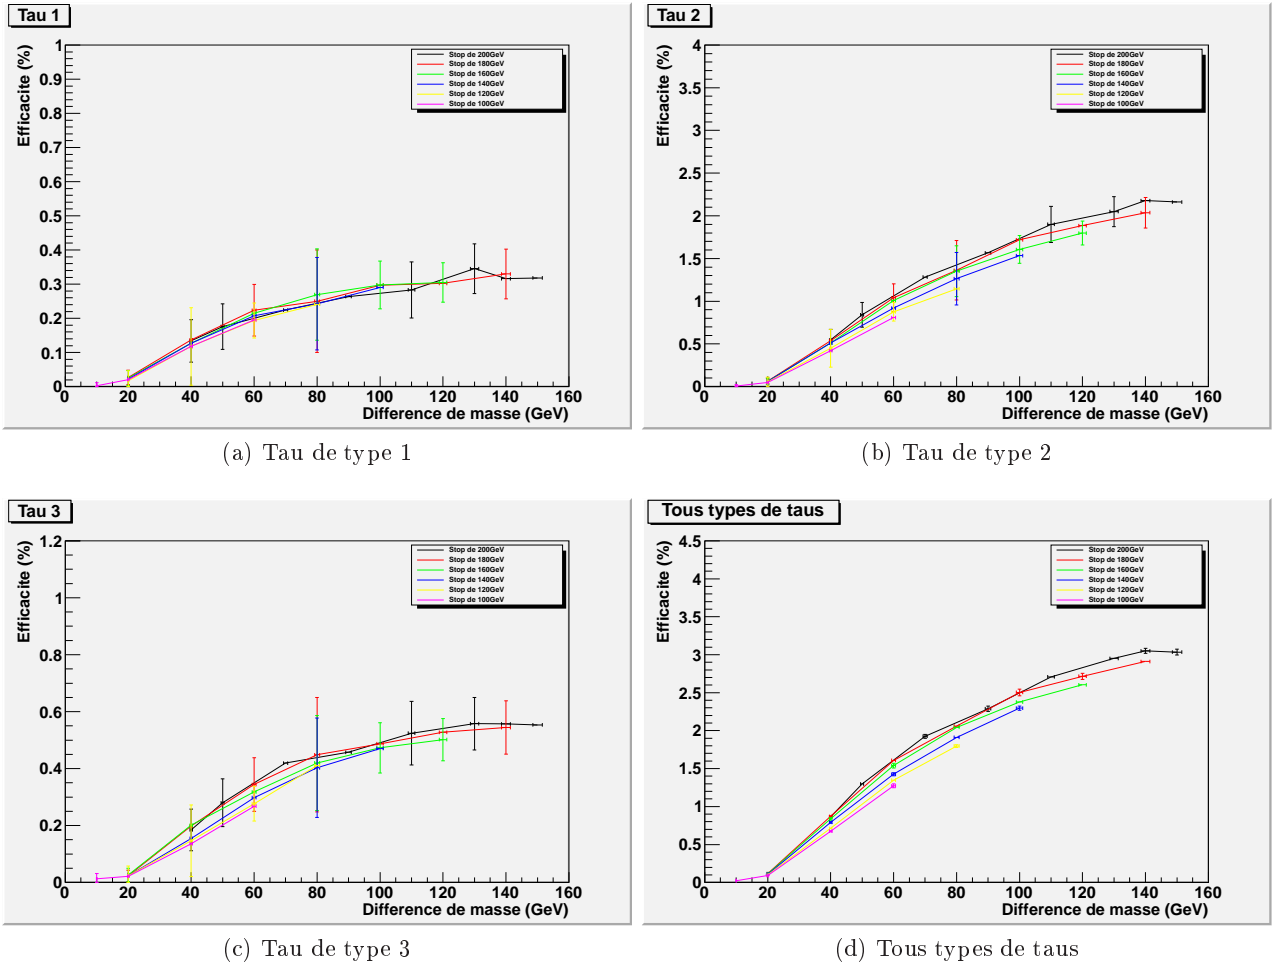 Tau 1
Efficacite (%)
1
0.9
0.8
0.7
0.6
0.5
0.4
0.3
0.2
0.1
0
Stop de 200GeV
Stop de 180GeV
Stop de 160GeV
Stop de 140GeV
Stop de 120GeV
Stop de 100GeV
0 20 40 60 80 100 120 140 160
Difference de masse (GeV)
(a) Tau de type 1
Tau 2
Efficacite (%)
4
3.5
3
2.5
2
1.5
1
0.5
0
Stop de 200GeV
Stop de 180GeV
Stop de 160GeV
Stop de 140GeV
Stop de 120GeV
Stop de 100GeV
0 20 40 60 80 100 120 140 160
Difference de masse (GeV)
(b) Tau de type 2
Tau 3
Efficacite (%)
1.2
1
0.8
0.6
0.4
0.2
0
Stop de 200GeV
Stop de 180GeV
Stop de 160GeV
Stop de 140GeV
Stop de 120GeV
Stop de 100GeV
0 20 40 60 80 100 120 140 160
Difference de masse (GeV)
(c) Tau de type 3
Tous types de taus
Efficacite (%)
4.5
4
3.5
3
2.5
2
1.5
1
0.5
0
Stop de 200GeV
Stop de 180GeV
Stop de 160GeV
Stop de 140GeV
Stop de 120GeV
Stop de 100GeV
0 20 40 60 80 100 120 140 160
Difference de masse (GeV)
(d) Tous types de taus